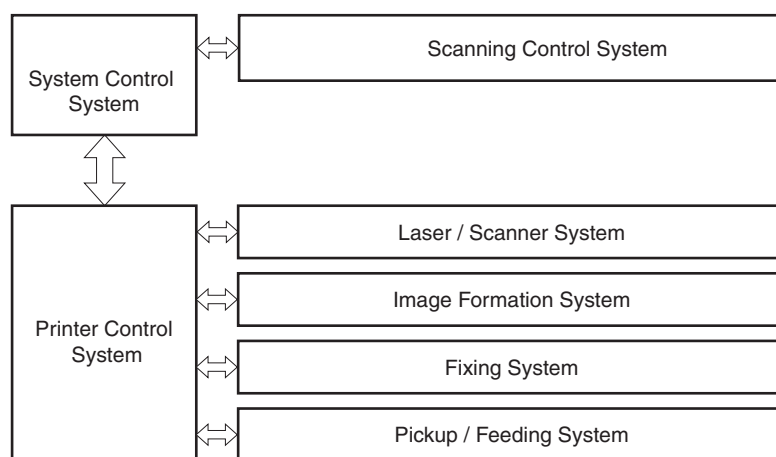 System Control
System
Scanning Control System
Printer Control
System
Laser / Scanner System
Image Formation System
Fixing System
Pickup / Feeding System